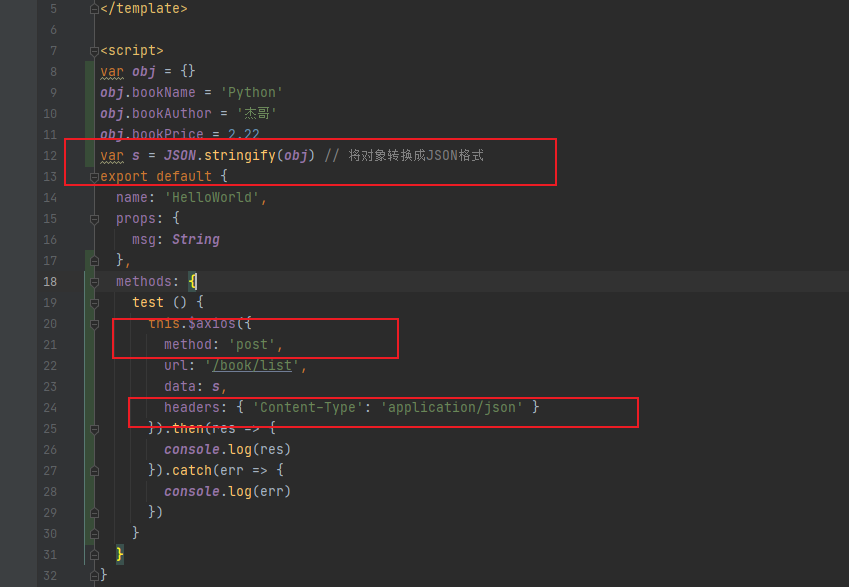 5 </template>
6
7 <script>
8 var obj = {}
9 obj.bookName = 'Python'
10 obj.bookAuthor = '杰哥'
11 obj.bookPrice = 2.22
12 var s = JSON.stringify(obj) // 将对象转换成JSON格式
13 export default {
14 name: 'HelloWorld',
15 props: {
16 msg: String
17 },
18 methods: {
19 test () {
20 this.$axios({
21 method: 'post',
22 url: '/book/list',
23 data: s,
24 headers: { 'Content-Type': 'application/json' }
25 }).then(res => {
26 console.log(res)
27 }).catch(err => {
28 console.log(err)
29 })
30 }
31 }
32 }